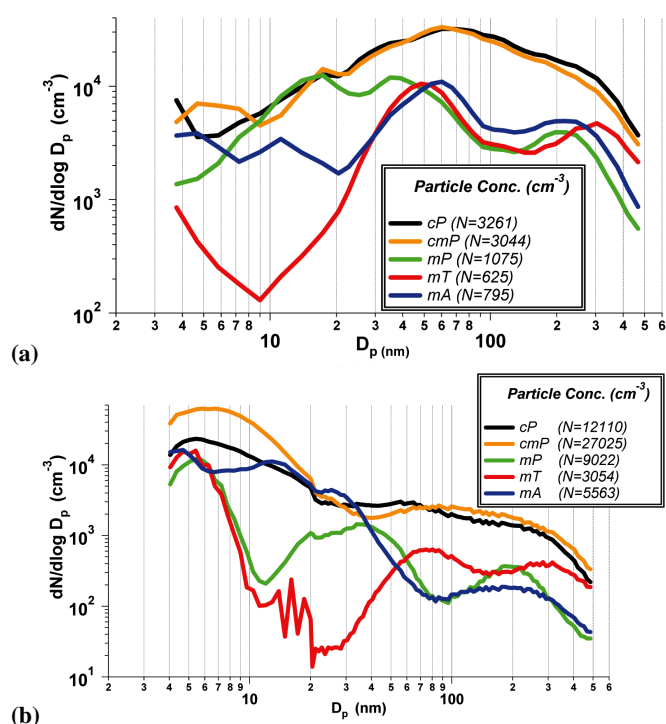 (a)
dN/dlog Dp (cm-3)
10^4
10^3
10^2
Particle Conc. (cm-3)
cP (N=3261)
cmP (N=3044)
mP (N=1075)
mT (N=625)
mA (N=795)
2 3 4 5 6 7 8 10 2 3 4 5 6 7 8 100 2 3 4 5 6
Dp (nm)
(b)
dN/dlog Dp (cm-3)
10^4
10^3
10^2
10^1
Particle Conc. (cm-3)
cP (N=12110)
cmP (N=27025)
mP (N=9022)
mT (N=3054)
mA (N=5563)
2 3 4 5 6 7 8 9 10 2 3 4 5 6 7 8 9 100 2 3 4 5 6
Dp (nm)